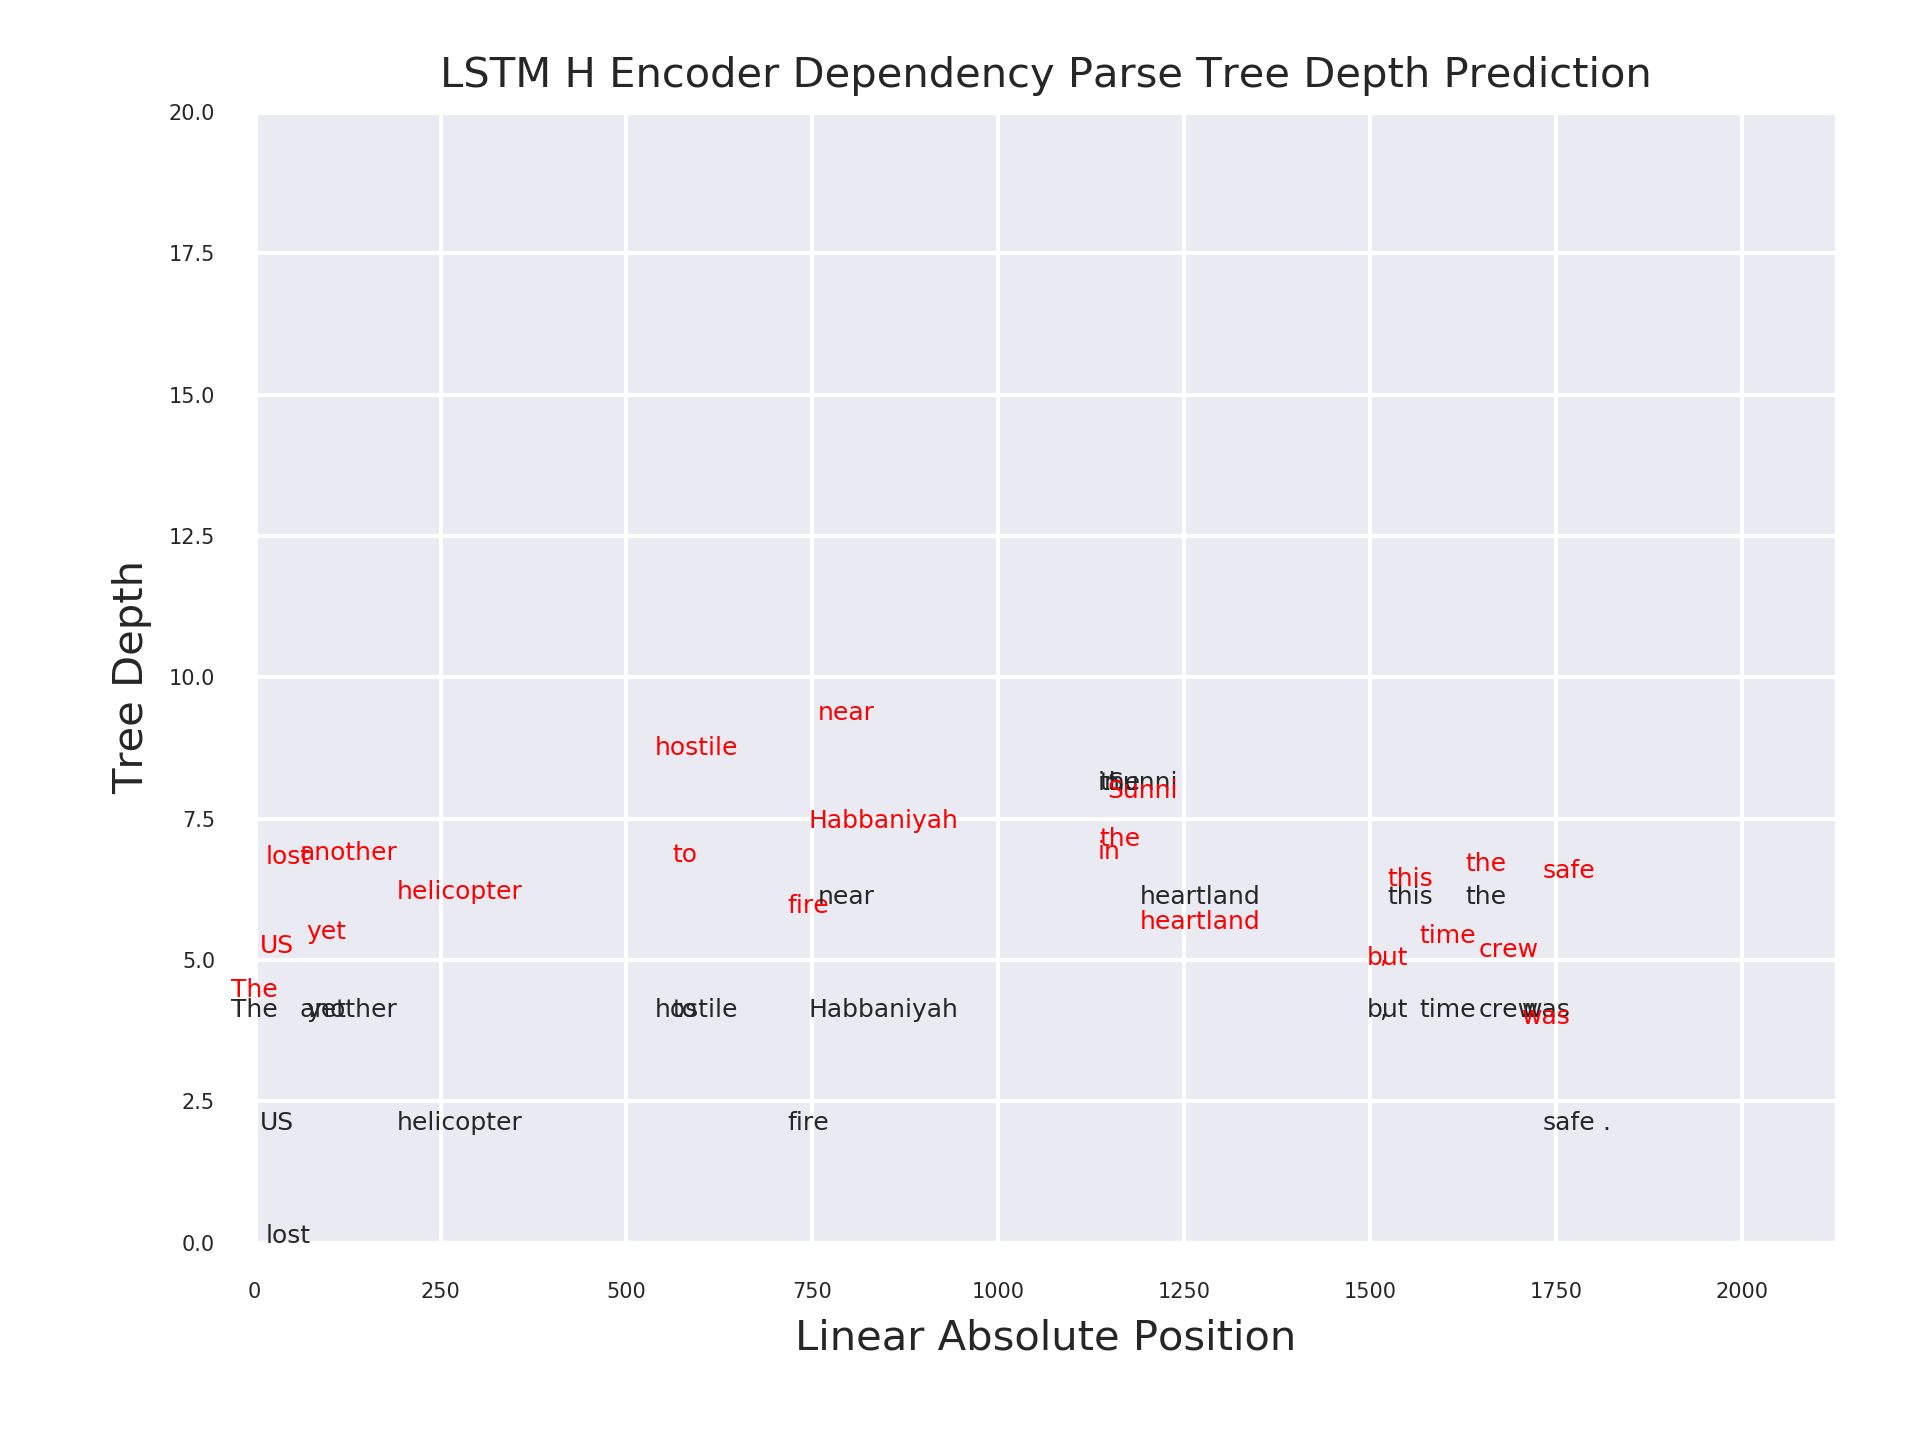 LSTM H Encoder Dependency Parse Tree Depth Prediction
20.0
17.5
15.0
12.5
10.0
7.5
5.0
2.5
0.0
Tree Depth
near
hostile
in the Sunni
Sunni
Habbaniyah
the
in
lost another to
the
safe
this
helicopter
near heartland this the
fire
heartland
yet
time
US
crew
but ,
The
The another yet hostile to Habbaniyah but , time crew was
was
US helicopter fire safe .
lost
0 250 500 750 1000 1250 1500 1750 2000
Linear Absolute Position